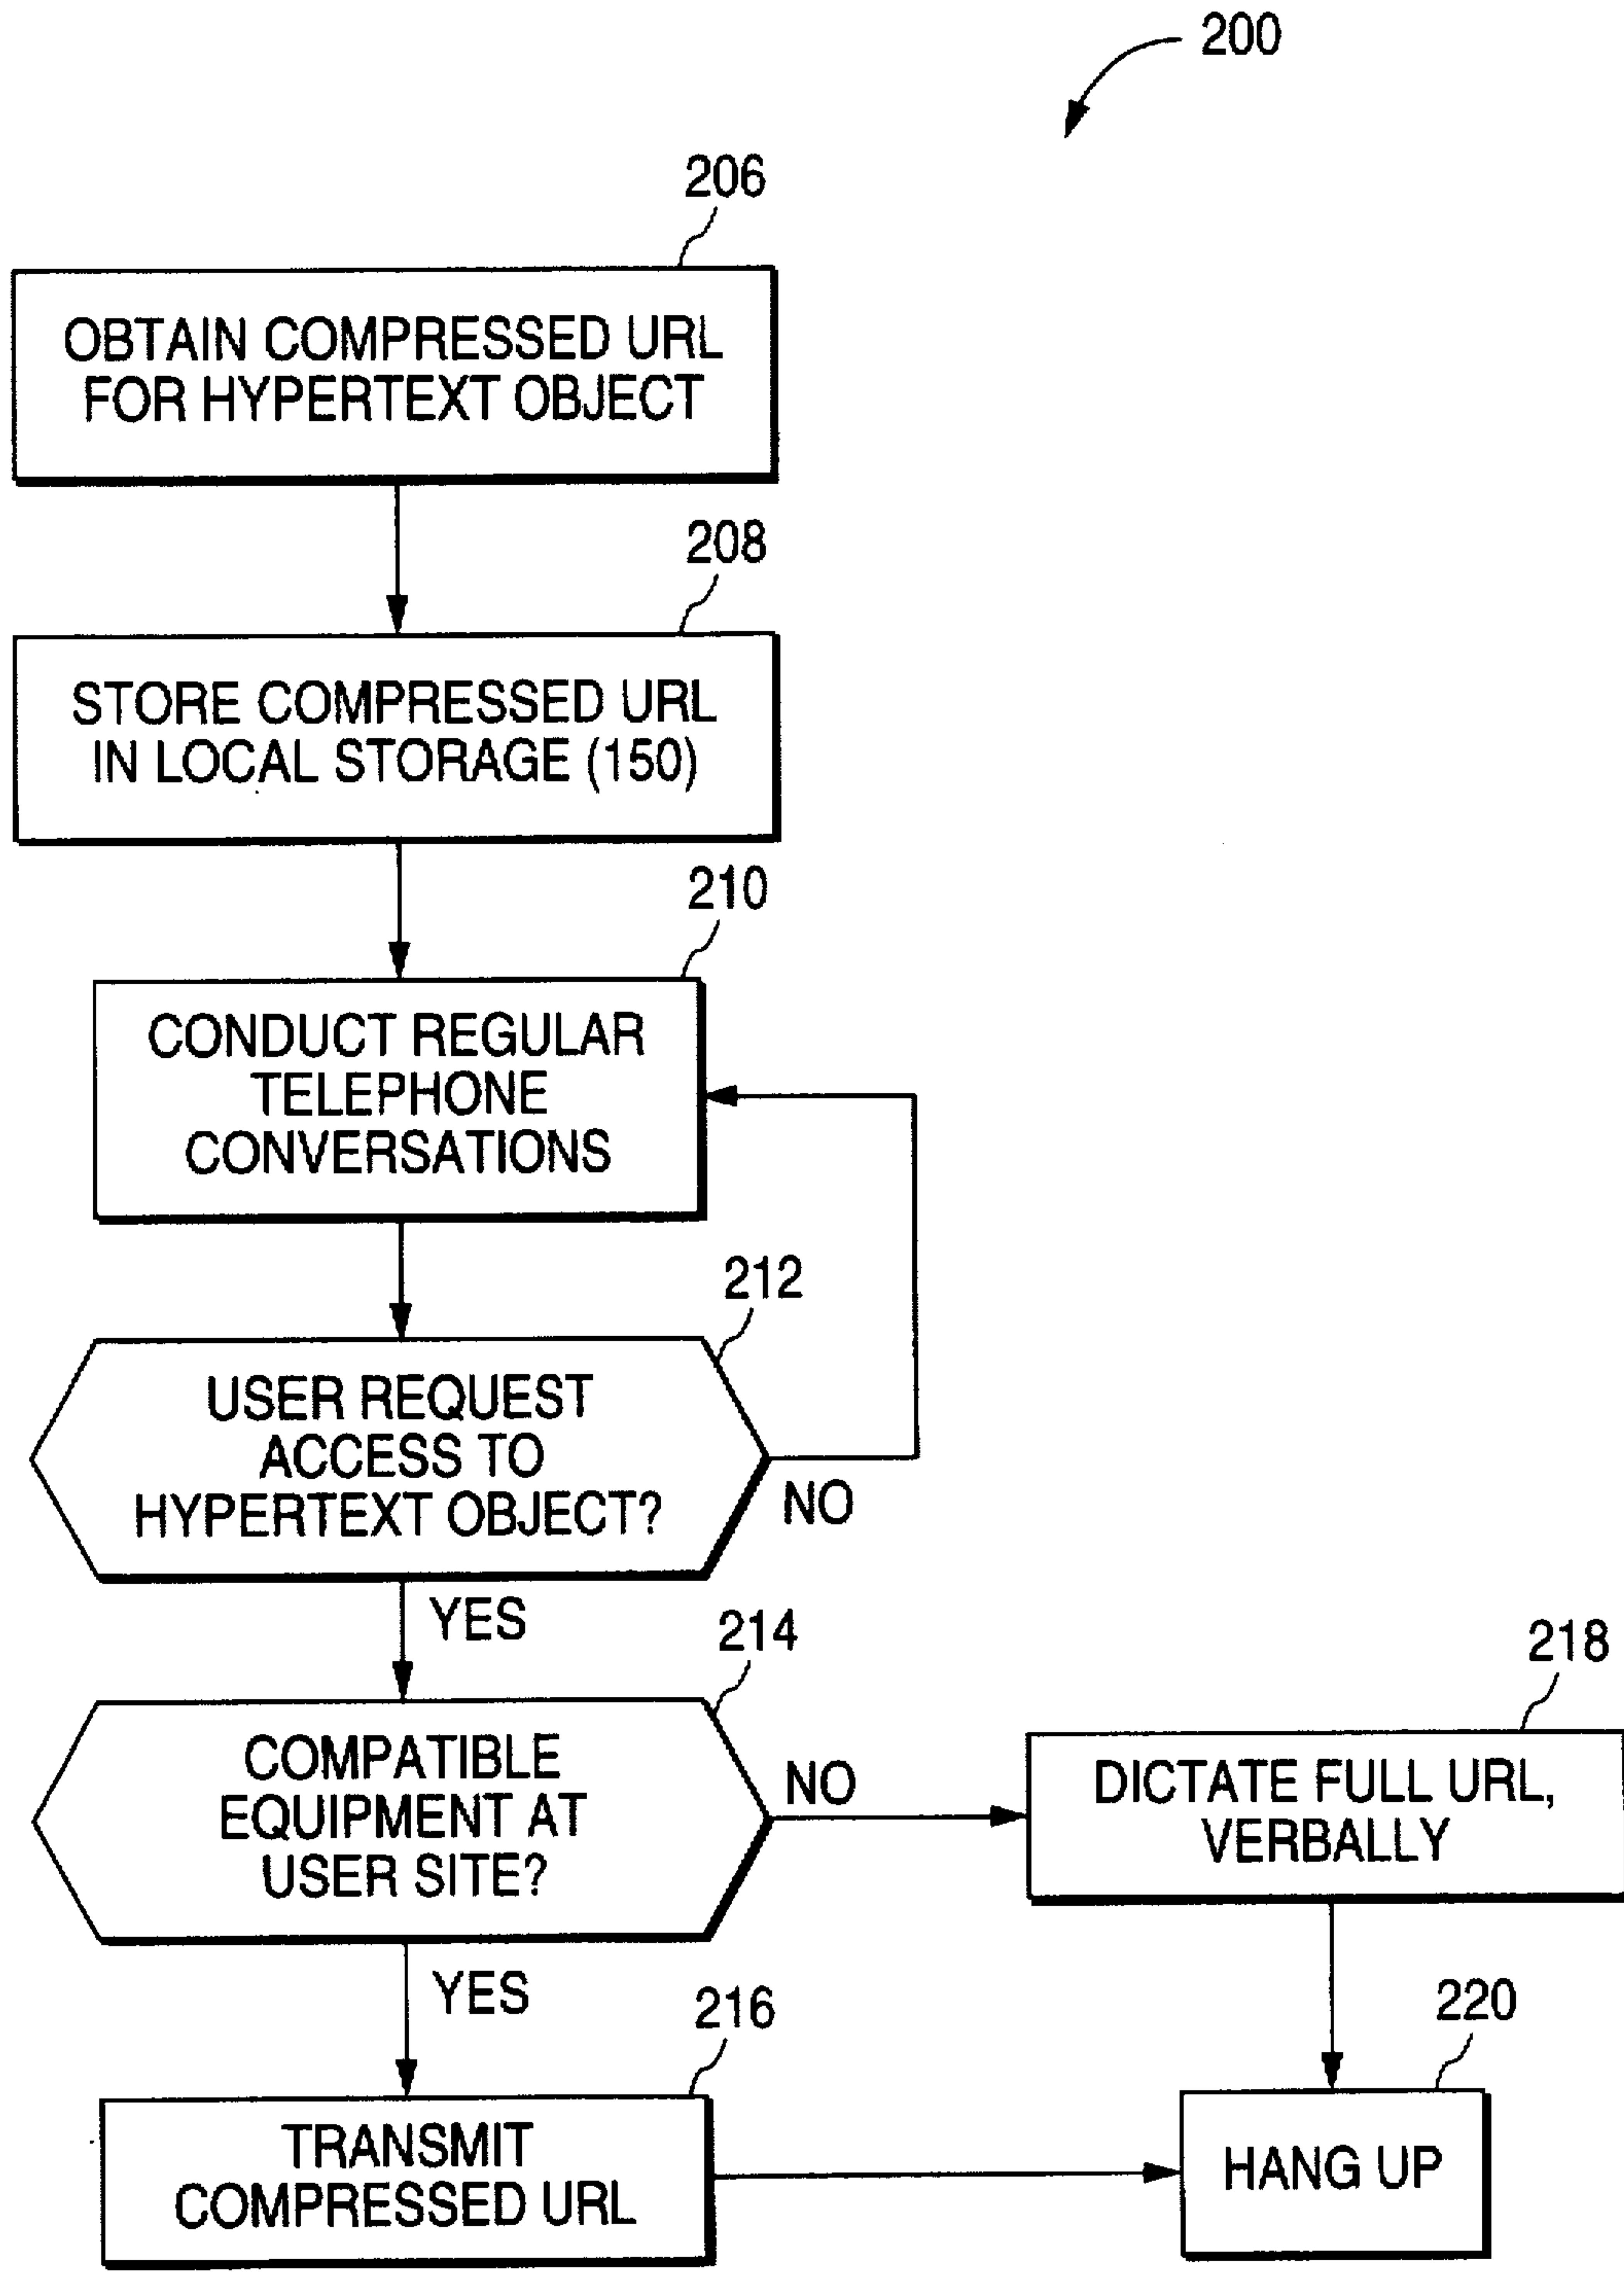 200
206
OBTAIN COMPRESSED URL
FOR HYPERTEXT OBJECT
208
STORE COMPRESSED URL
IN LOCAL STORAGE (150)
210
CONDUCT REGULAR
TELEPHONE
CONVERSATIONS
212
USER REQUEST
ACCESS TO
HYPERTEXT OBJECT?
NO
YES
214
COMPATIBLE
EQUIPMENT AT
USER SITE?
NO
218
DICTATE FULL URL,
VERBALLY
YES
216
TRANSMIT
COMPRESSED URL
220
HANG UP